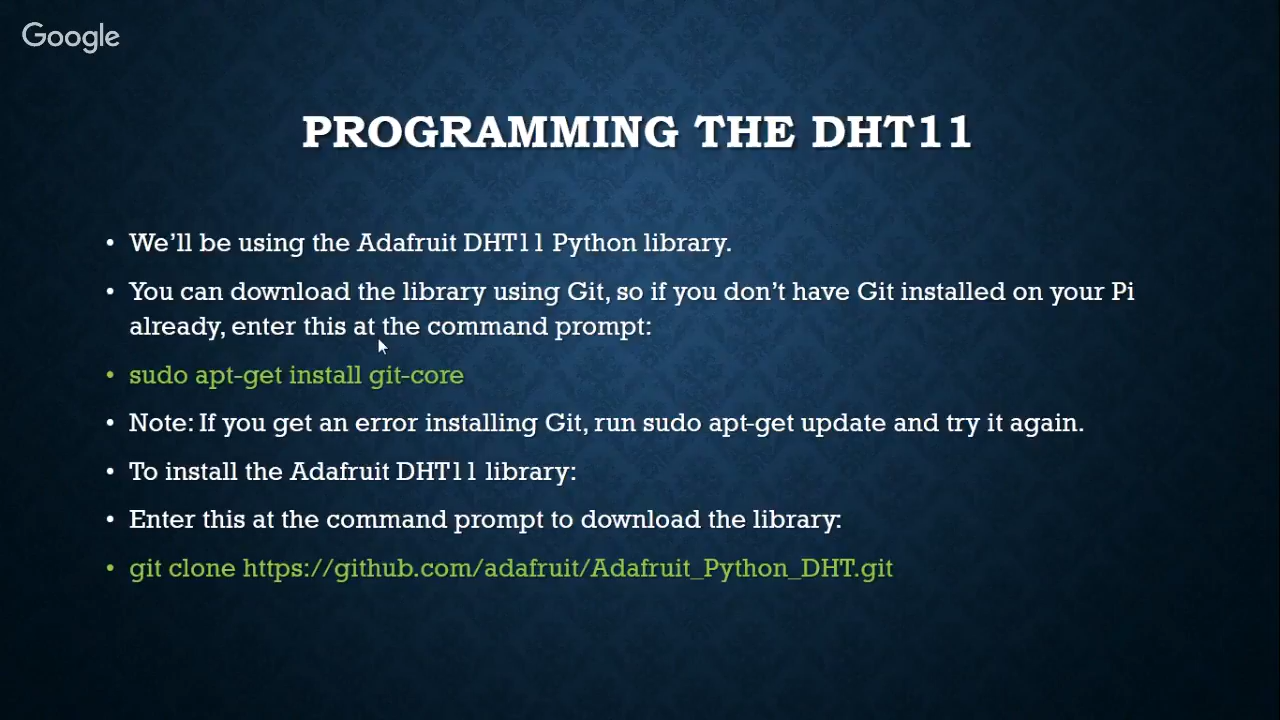 Google
PROGRAMMING THE DHT11
• We’ll be using the Adafruit DHT11 Python library.
• You can download the library using Git, so if you don’t have Git installed on your Pi
already, enter this at the command prompt:
• sudo apt-get install git-core
• Note: If you get an error installing Git, run sudo apt-get update and try it again.
• To install the Adafruit DHT11 library:
• Enter this at the command prompt to download the library:
• git clone https://github.com/adafruit/Adafruit_Python_DHT.git